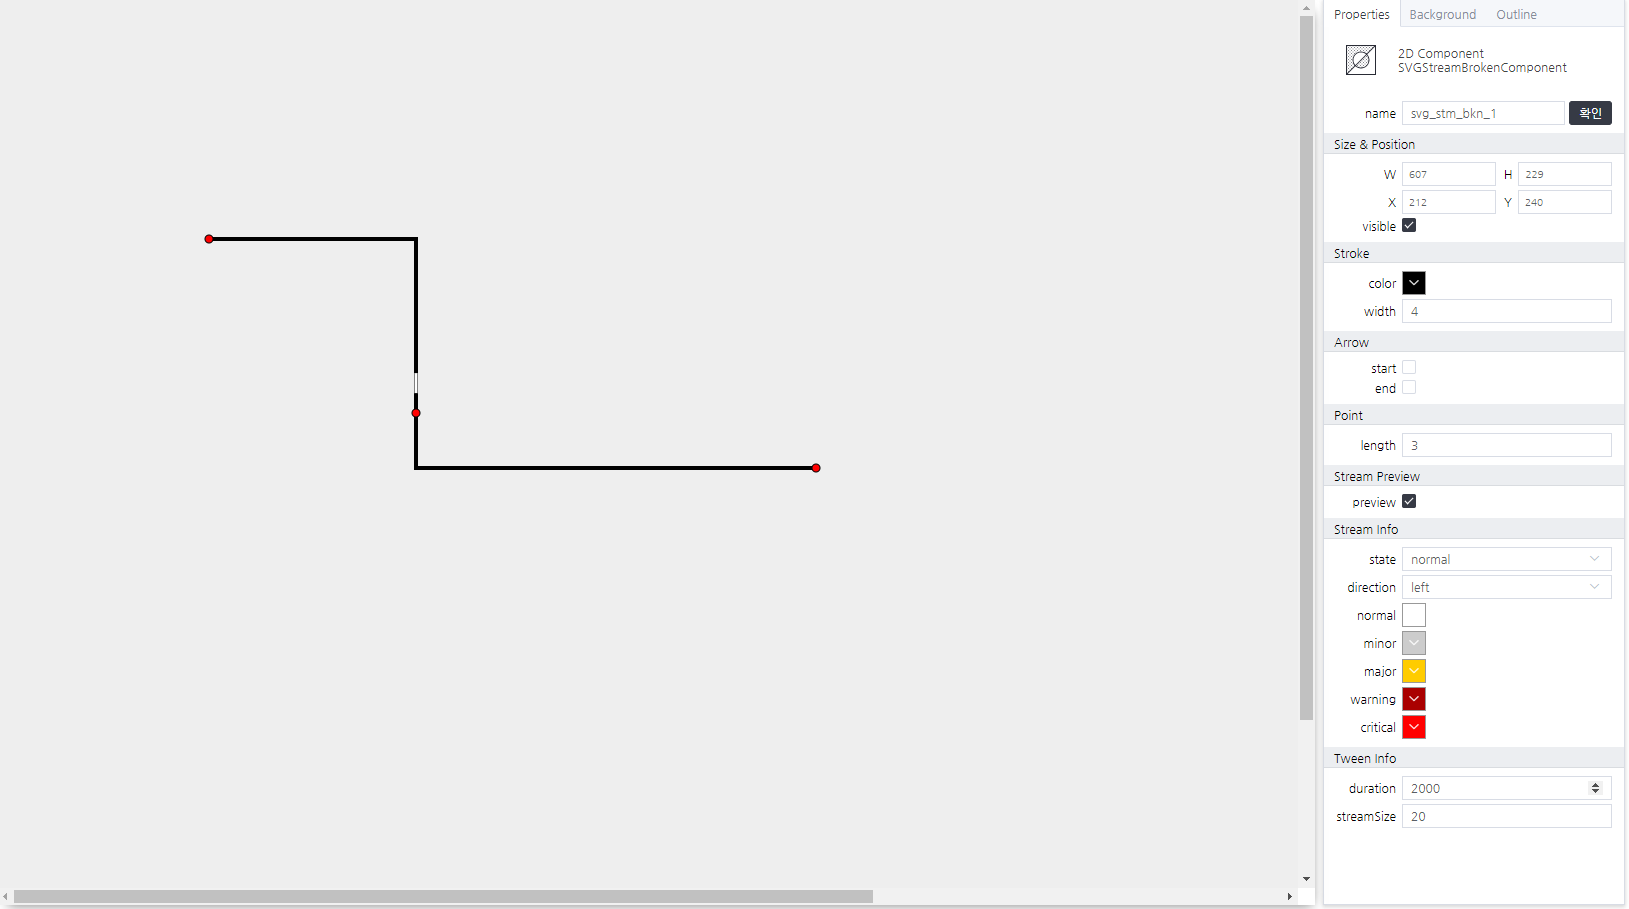 Properties Background Outline
2D Component
SVGStreamBrokenComponent
name svg_stm_bkn_1 확인
Size & Position
W 607 H 229
X 212 Y 240
visible
Stroke
color
width 4
Arrow
start
end
Point
length 3
Stream Preview
preview
Stream Info
state normal
direction left
normal
minor
major
warning
critical
Tween Info
duration 2000
streamSize 20